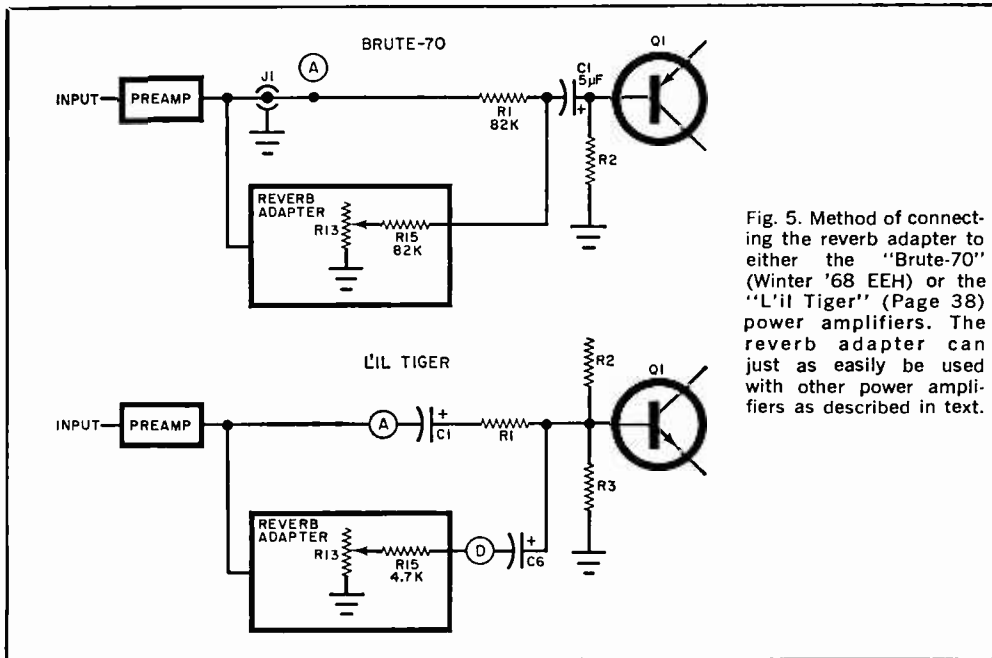 BRUTE-70
Q1
A
J1
C1
5µF
+
INPUT
PREAMP
R1
82K
R2
REVERB
ADAPTER
R13
R15
82K
Fig. 5. Method of connect-
ing the reverb adapter to
either the "Brute-70"
(Winter '68 EEH) or the
"L'il Tiger" (Page 38)
power amplifiers. The
reverb adapter can
just as easily be used
with other power ampli-
fiers as described in text.
L'IL TIGER
R2
Q1
INPUT
PREAMP
A
+
C1
R1
R3
REVERB
ADAPTER
R13
R15
4.7K
D
+
C6